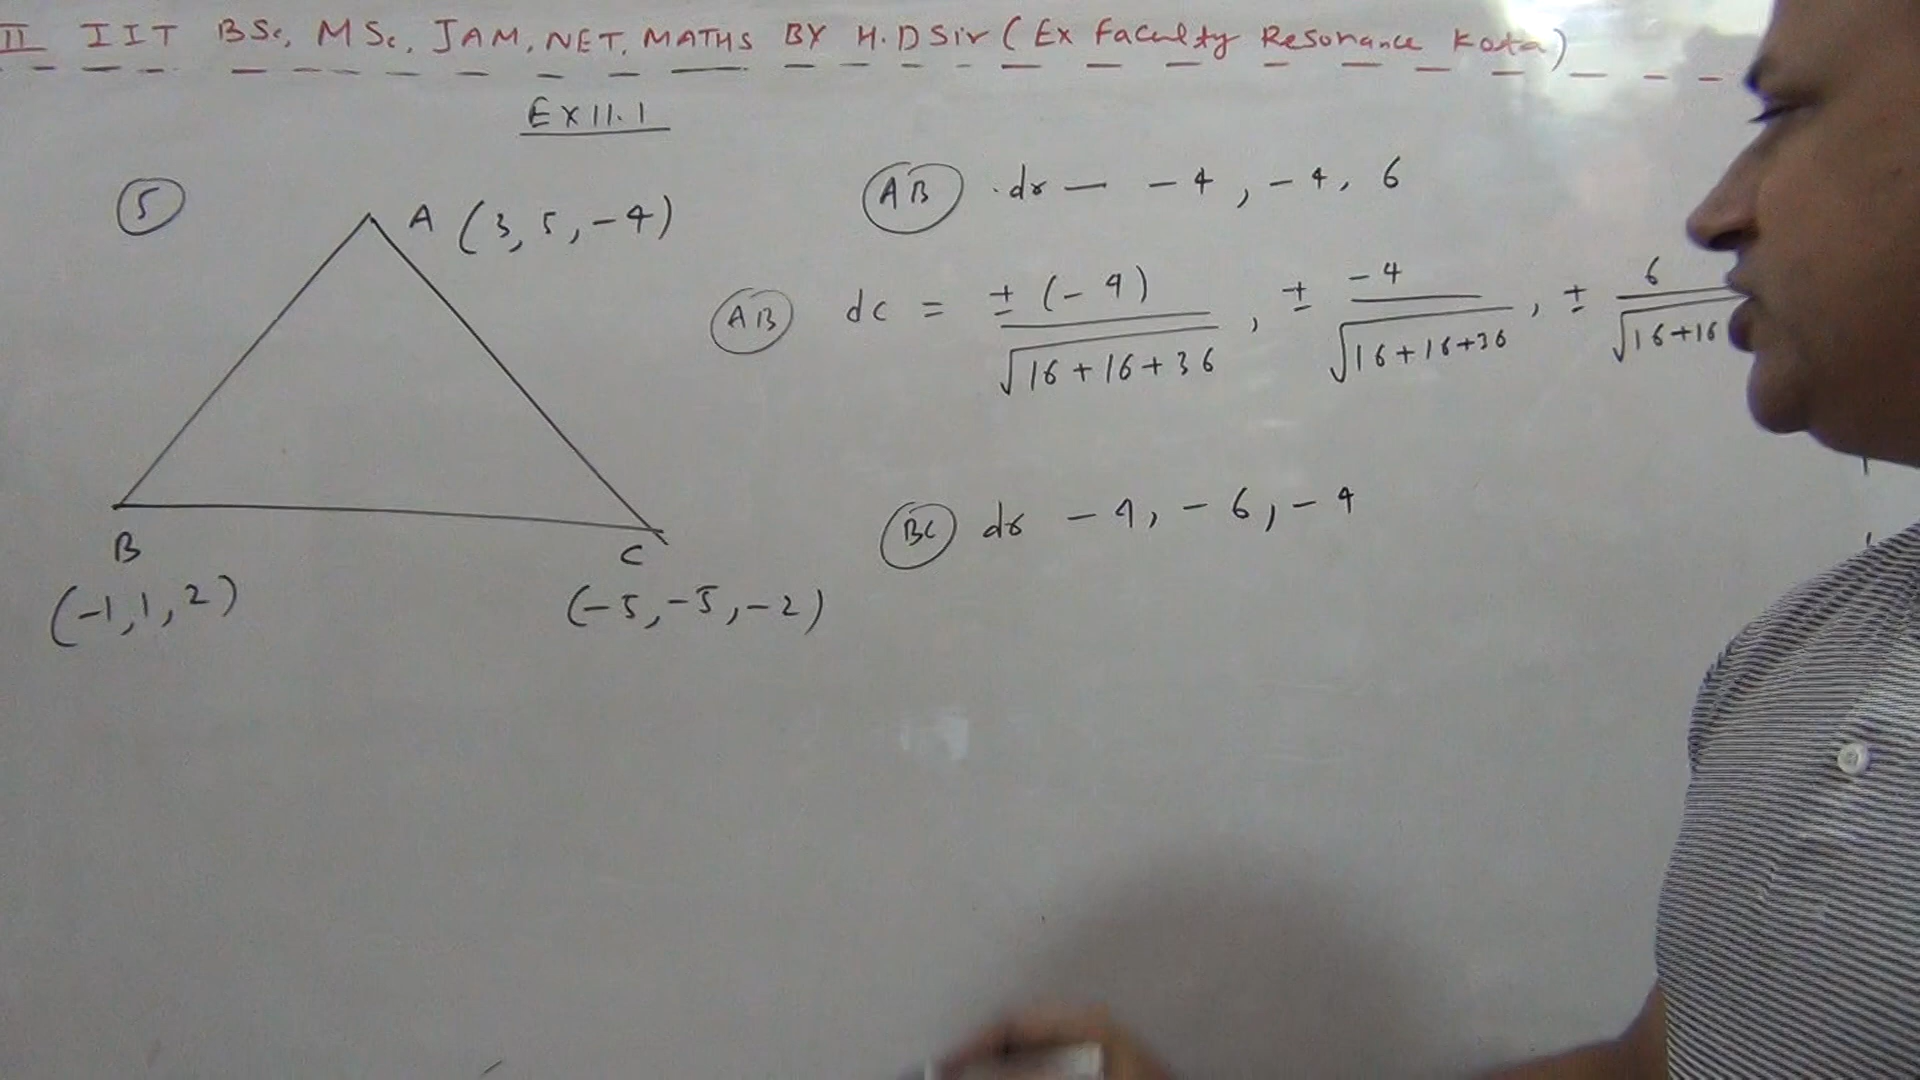 II IIT BSc, MSc, JAM, NET, MATHS BY H.D Sir (Ex Faculty Resonance Kota)
EX 11.1
5
A (3, 5, -4)
B
(-1, 1, 2)
C
(-5, -5, -2)
AB dr — -4, -4, 6
AB dc = ± (-4) / √16+16+36, ± -4 / √16+16+36, ± 6 / √16+16
BC dr -4, -6, -4